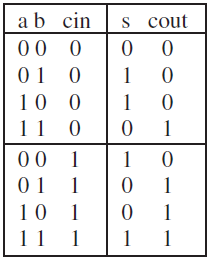 a b cin s cout
0 0 0 0 0
0 1 0 1 0
1 0 0 1 0
1 1 0 0 1
0 0 1 1 0
0 1 1 0 1
1 0 1 0 1
1 1 1 1 1